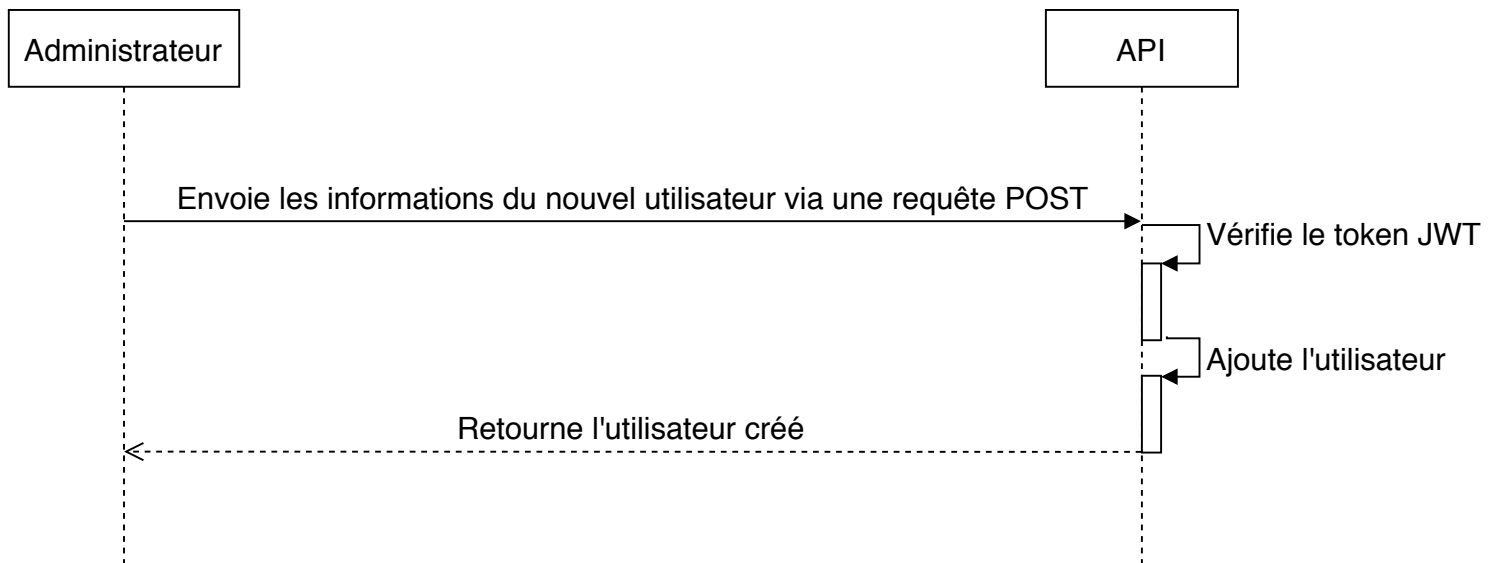 Administrateur
API
Envoie les informations du nouvel utilisateur via une requête POST
Vérifie le token JWT
Ajoute l'utilisateur
Retourne l'utilisateur créé